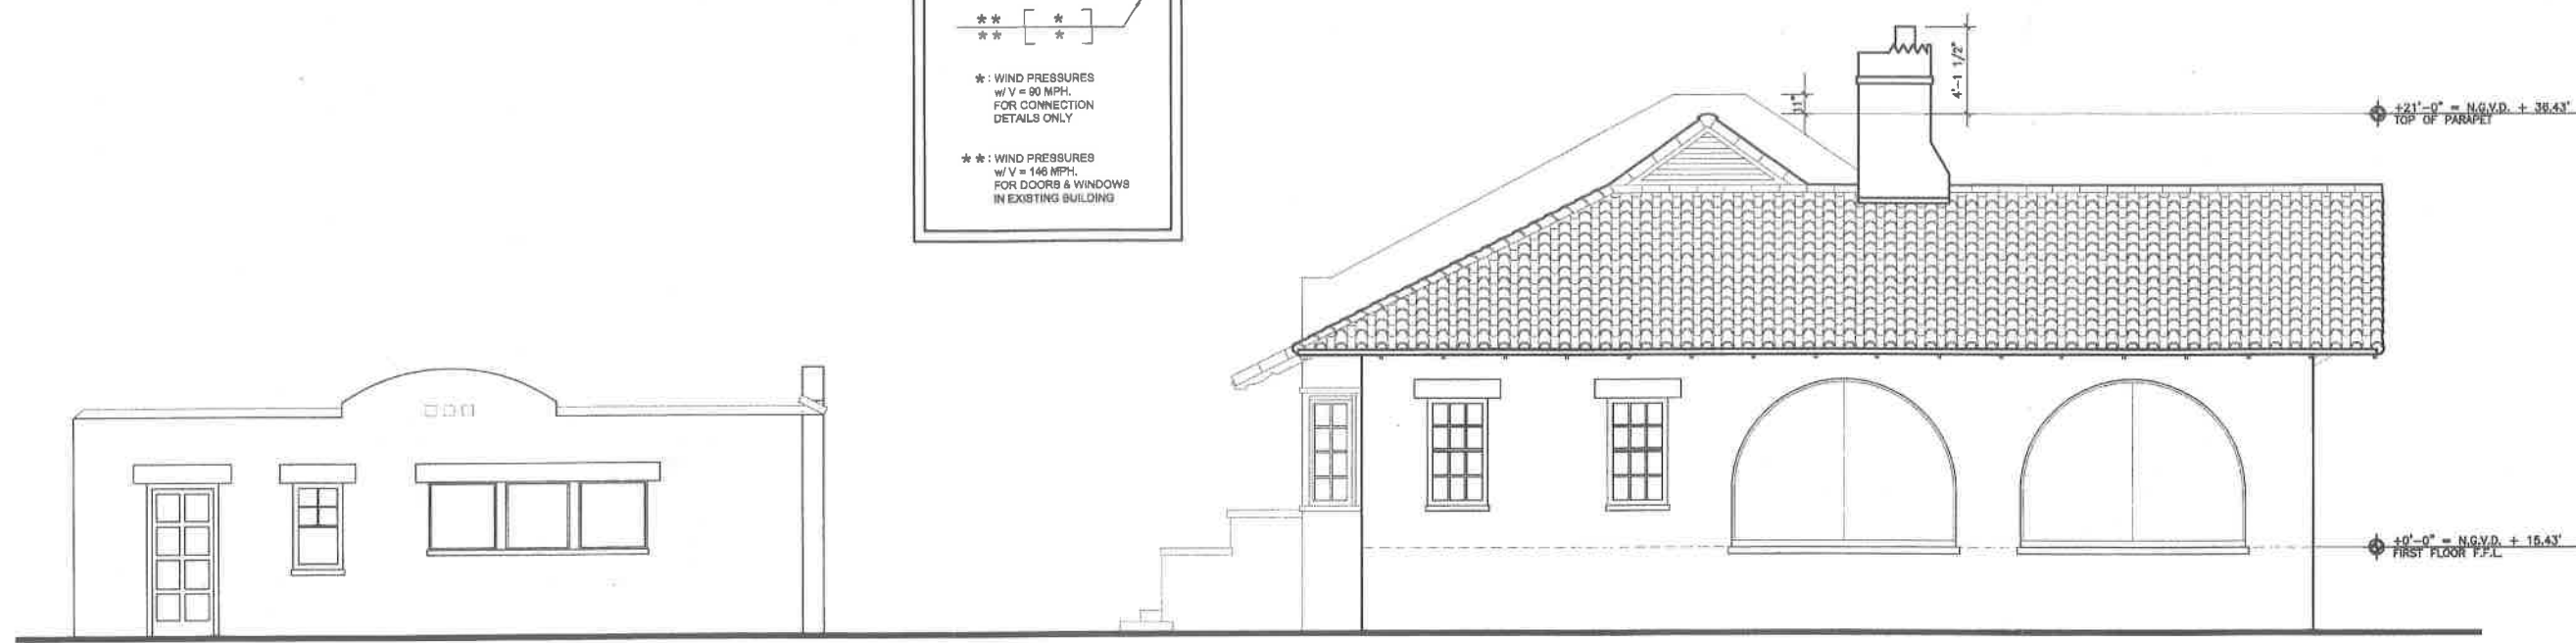 ** [ * ]
** [ * ]
* : WIND PRESSURES
w/ V = 90 MPH.
FOR CONNECTION
DETAILS ONLY
** : WIND PRESSURES
w/ V = 146 MPH.
FOR DOORS & WINDOWS
IN EXISTING BUILDING
11"
4'-1 1/2"
+21'-0" = N.G.V.D. + 36.43'
TOP OF PARAPET
+0'-0" = N.G.V.D. + 15.43'
FIRST FLOOR F.F.L.